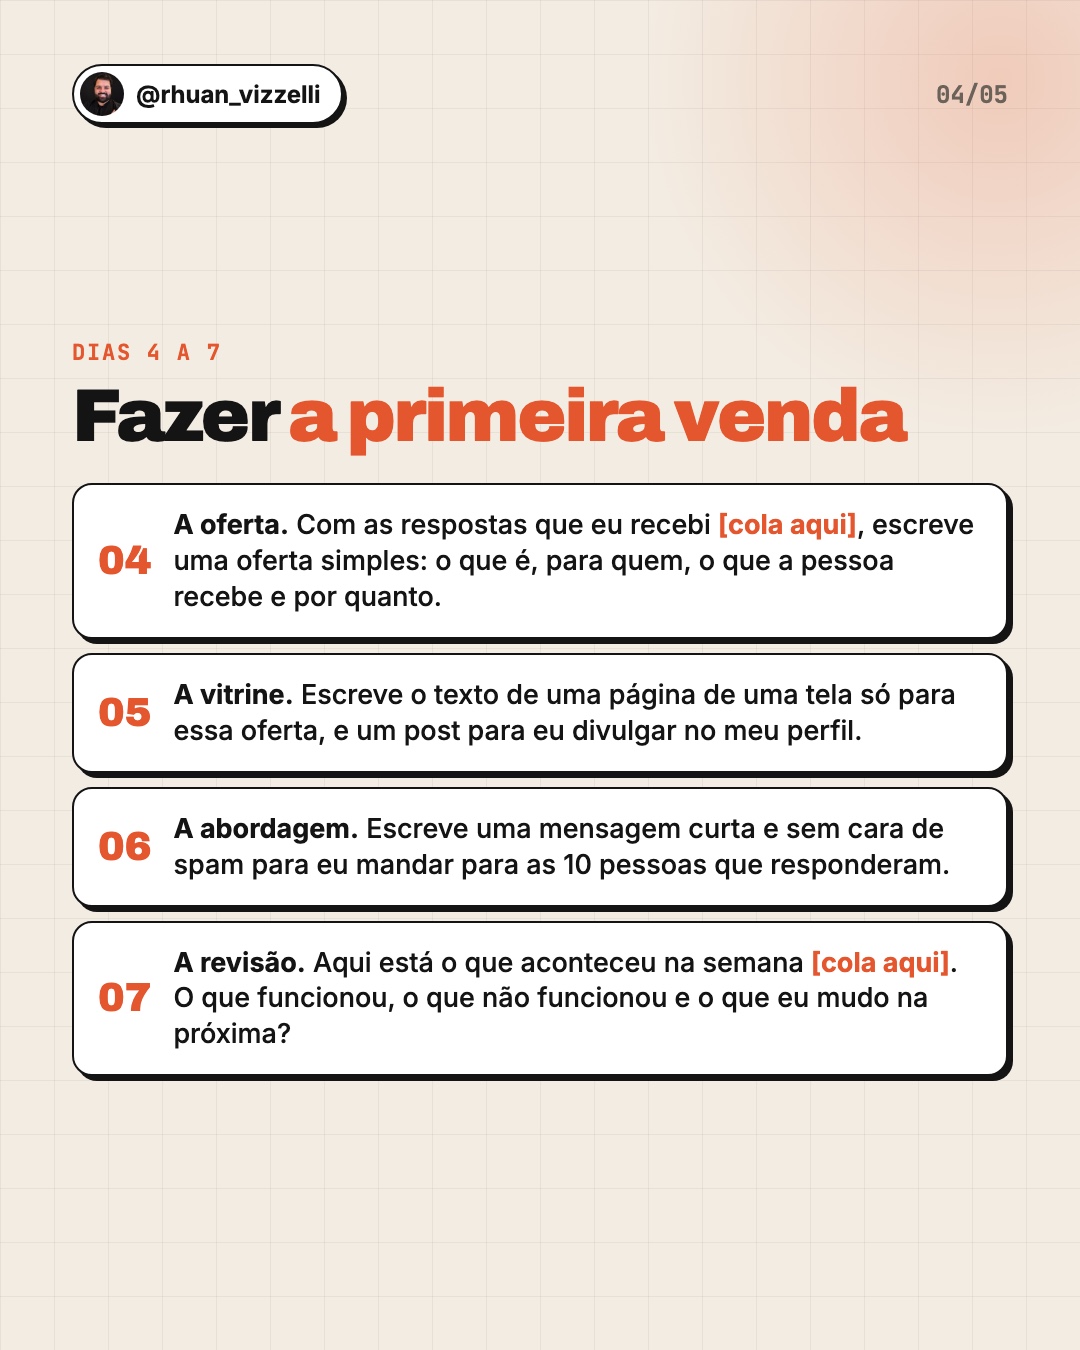 @rhuan_vizzelli
04/05
DIAS 4 A 7
Fazer a primeira venda
04
A oferta. Com as respostas que eu recebi [cola aqui], escreve
uma oferta simples: o que é, para quem, o que a pessoa
recebe e por quanto.
05
A vitrine. Escreve o texto de uma página de uma tela só para
essa oferta, e um post para eu divulgar no meu perfil.
06
A abordagem. Escreve uma mensagem curta e sem cara de
spam para eu mandar para as 10 pessoas que responderam.
07
A revisão. Aqui está o que aconteceu na semana [cola aqui].
O que funcionou, o que não funcionou e o que eu mudo na
próxima?